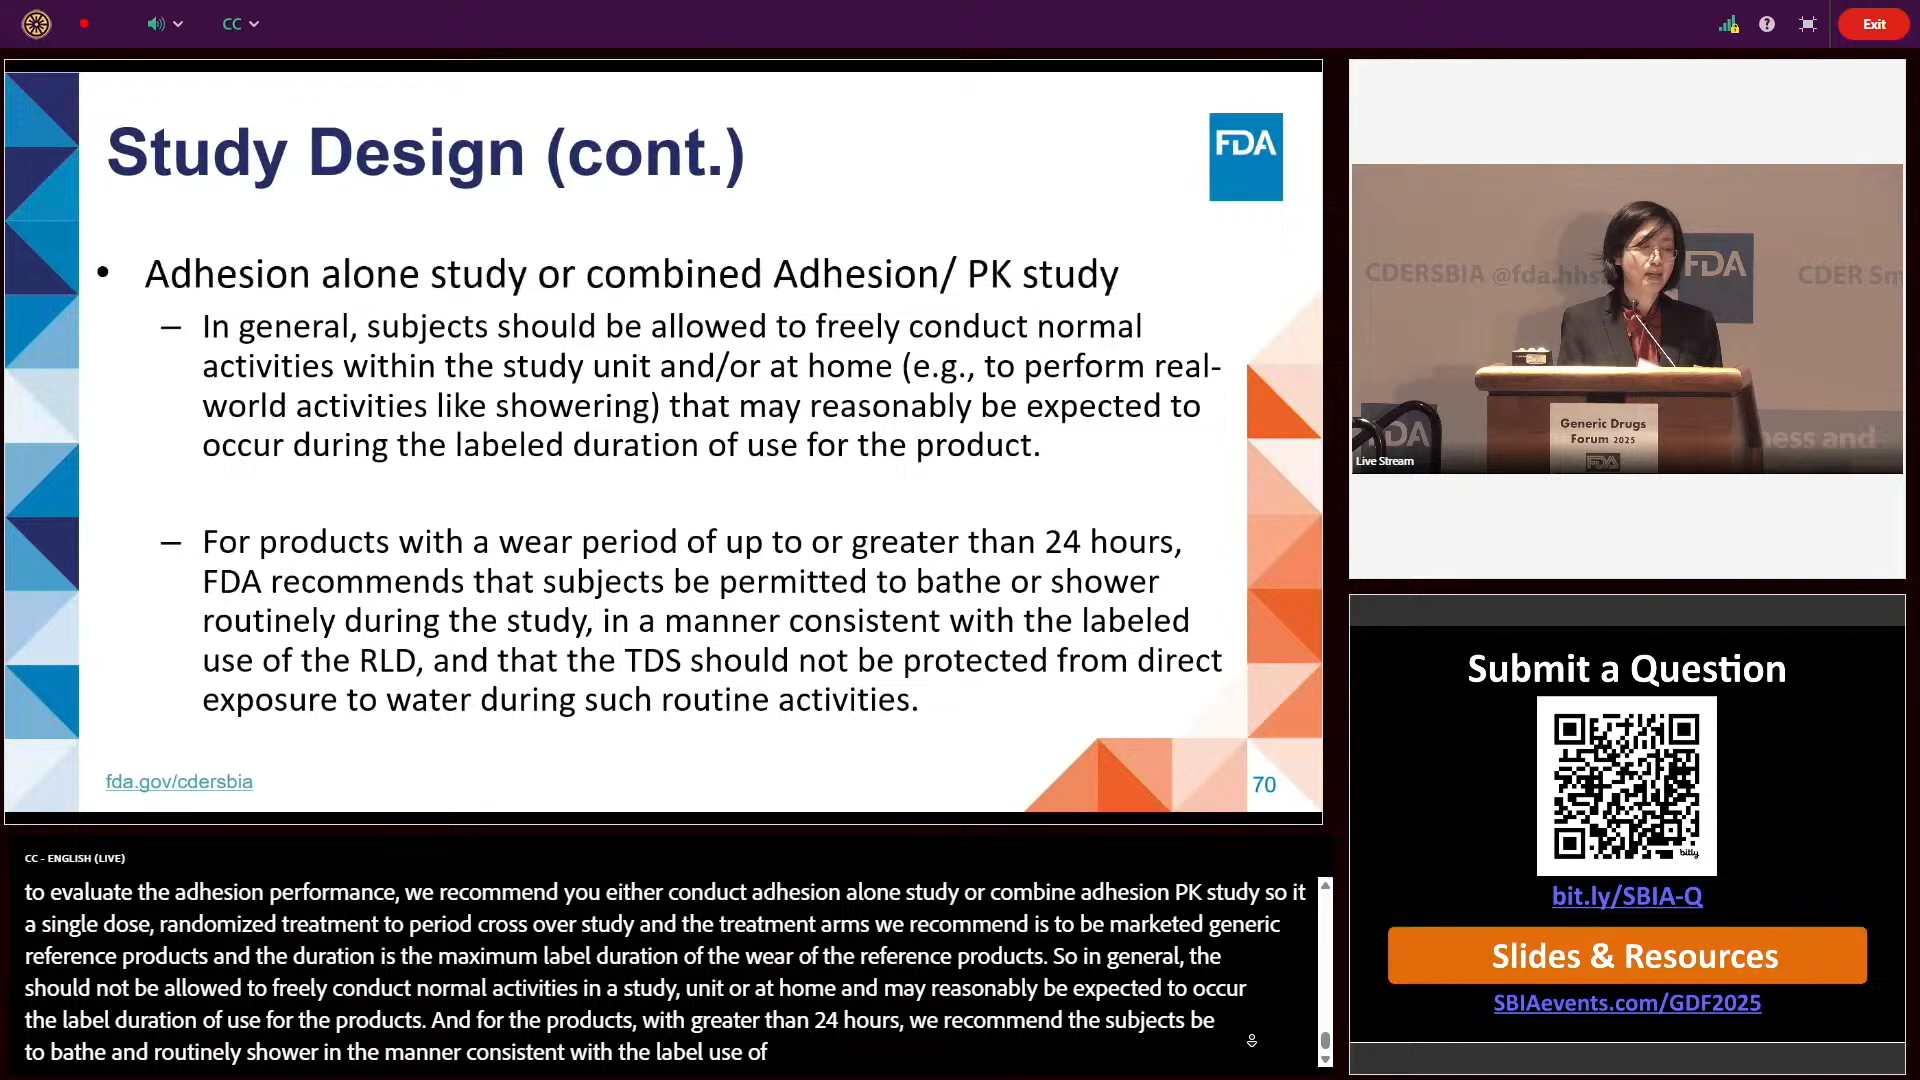 CC
Exit
Study Design (cont.)
FDA
• Adhesion alone study or combined Adhesion/ PK study
– In general, subjects should be allowed to freely conduct normal
activities within the study unit and/or at home (e.g., to perform real-
world activities like showering) that may reasonably be expected to
occur during the labeled duration of use for the product.
– For products with a wear period of up to or greater than 24 hours,
FDA recommends that subjects be permitted to bathe or shower
routinely during the study, in a manner consistent with the labeled
use of the RLD, and that the TDS should not be protected from direct
exposure to water during such routine activities.
fda.gov/cdersbia
70
CDERSBIA @fda.hhs
FDA
CDER Sm
Generic Drugs
Forum 2025
FDA
DA
ness and
Live Stream
Submit a Question
bitly
bit.ly/SBIA-Q
Slides & Resources
SBIAevents.com/GDF2025
CC - ENGLISH (LIVE)
to evaluate the adhesion performance, we recommend you either conduct adhesion alone study or combine adhesion PK study so it
a single dose, randomized treatment to period cross over study and the treatment arms we recommend is to be marketed generic
reference products and the duration is the maximum label duration of the wear of the reference products. So in general, the
should not be allowed to freely conduct normal activities in a study, unit or at home and may reasonably be expected to occur
the label duration of use for the products. And for the products, with greater than 24 hours, we recommend the subjects be
to bathe and routinely shower in the manner consistent with the label use of